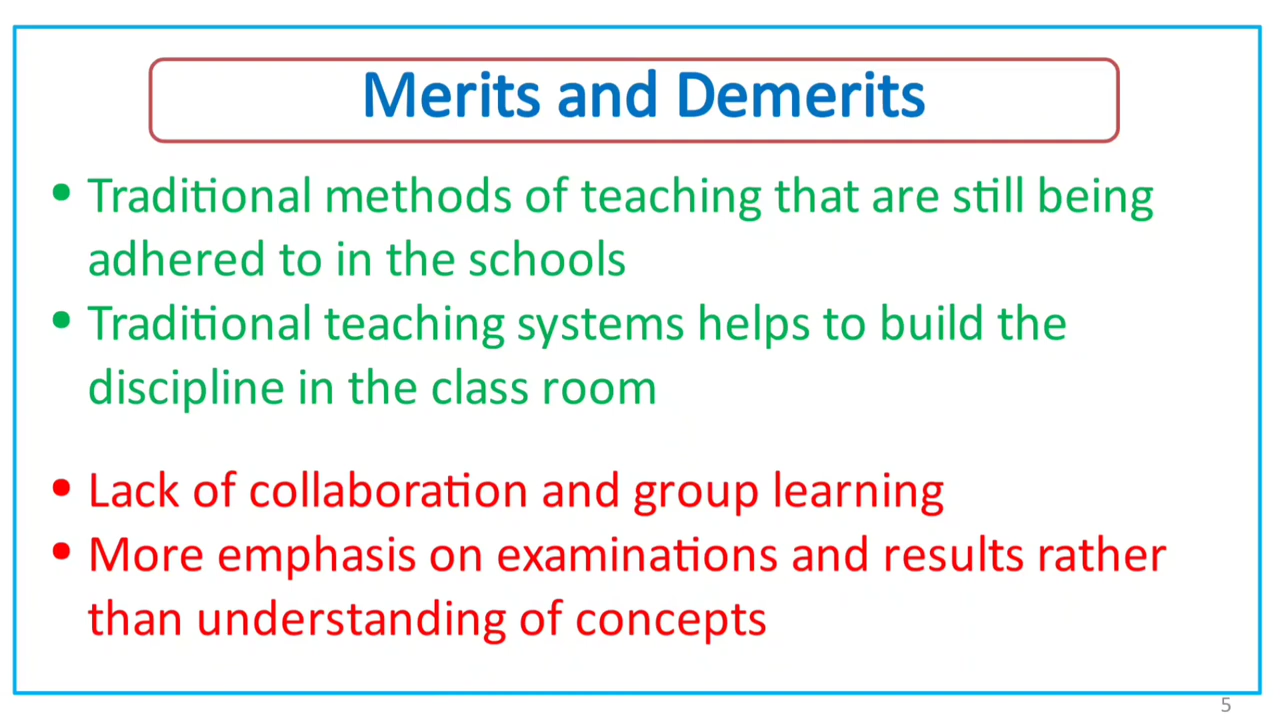 Merits and Demerits
• Traditional methods of teaching that are still being
adhered to in the schools
• Traditional teaching systems helps to build the
discipline in the class room
• Lack of collaboration and group learning
• More emphasis on examinations and results rather
than understanding of concepts
5